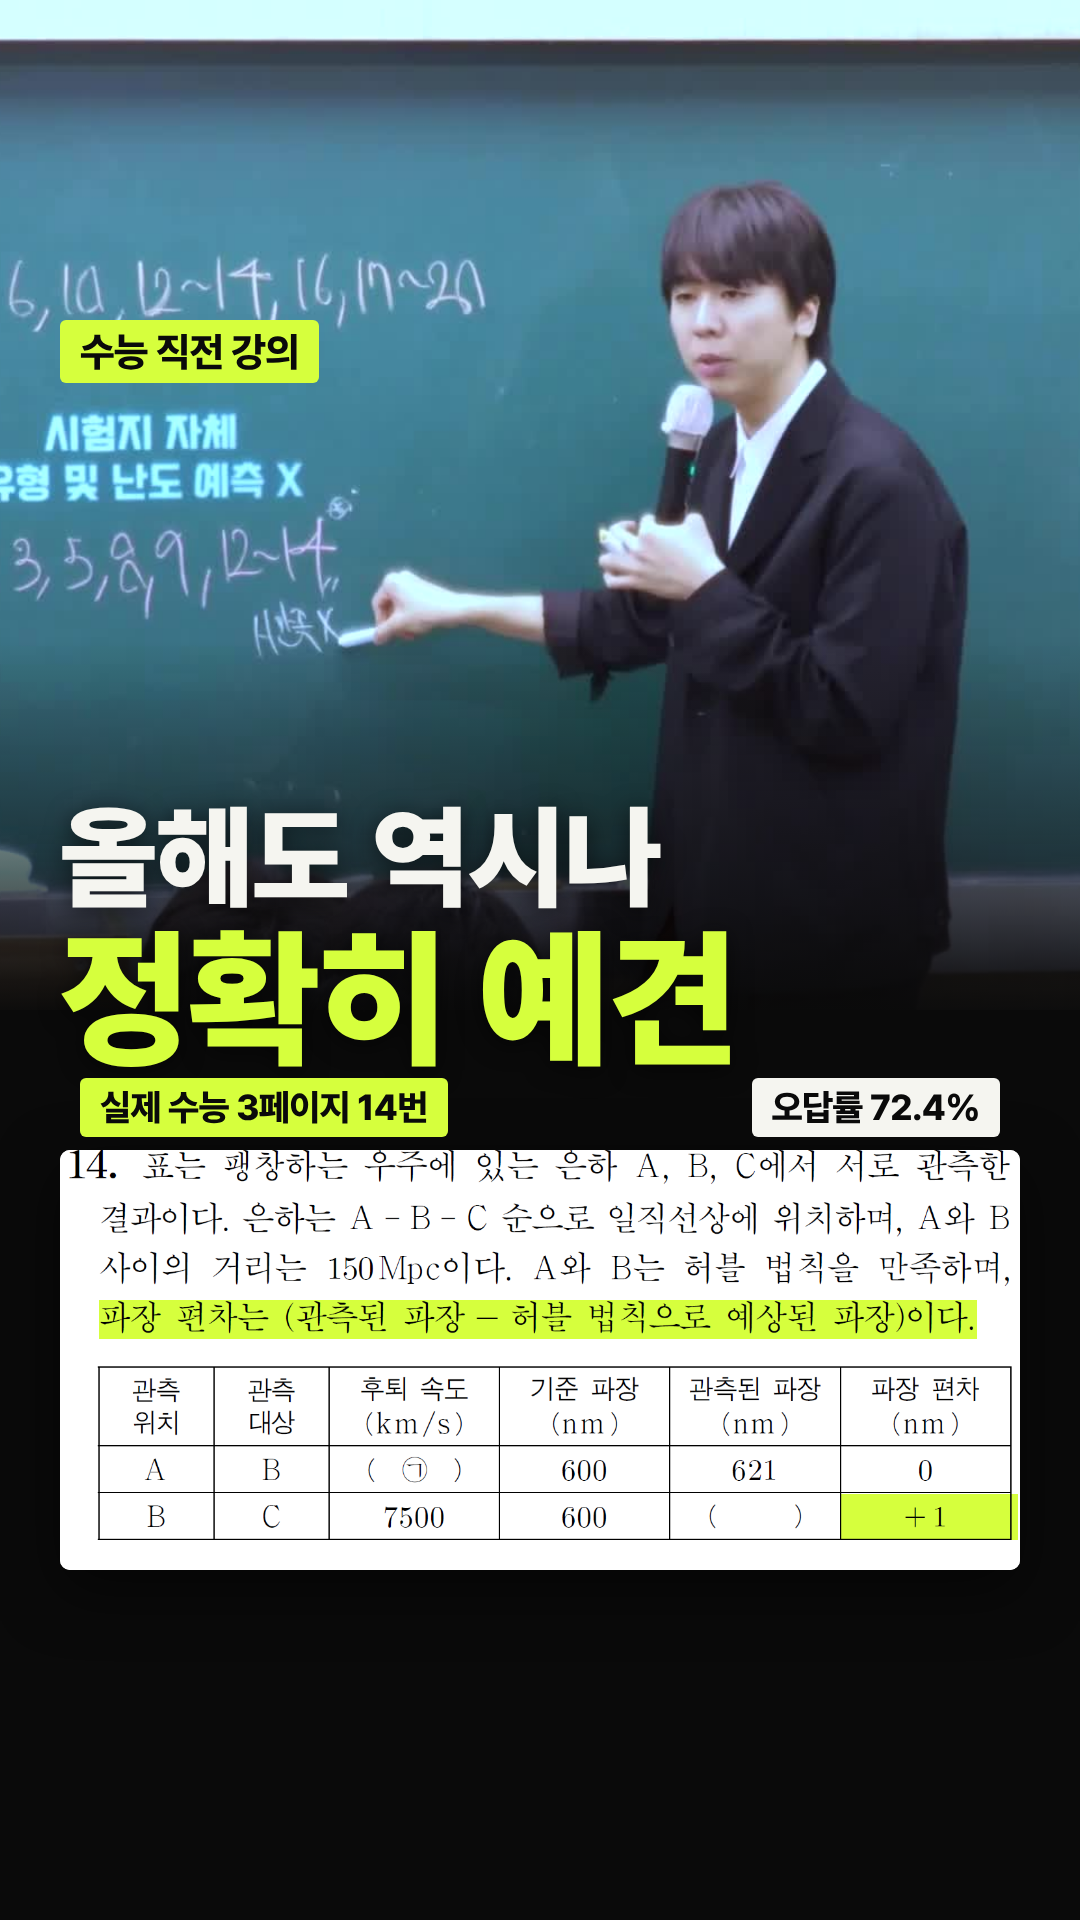 6, 10, 12~14, 16, 17~20
수능 직전 강의
시험지 자체
유형 및 난도 예측 X
3, 5, 8, 9, 12~14
올해도 역시나
정확히 예견
실제 수능 3페이지 14번
오답률 72.4%
14. 표는 팽창하는 우주에 있는 은하 A, B, C에서 서로 관측한
결과이다. 은하는 A - B - C 순으로 일직선상에 위치하며, A와 B
사이의 거리는 150Mpc이다. A와 B는 허블 법칙을 만족하며,
파장 편차는 (관측된 파장 - 허블 법칙으로 예상된 파장)이다.
관측 위치 관측 대상 후퇴 속도 (km/s) 기준 파장 (nm) 관측된 파장 (nm) 파장 편차 (nm)
A B ( ㉠ ) 600 621 0
B C 7500 600 ( ) +1